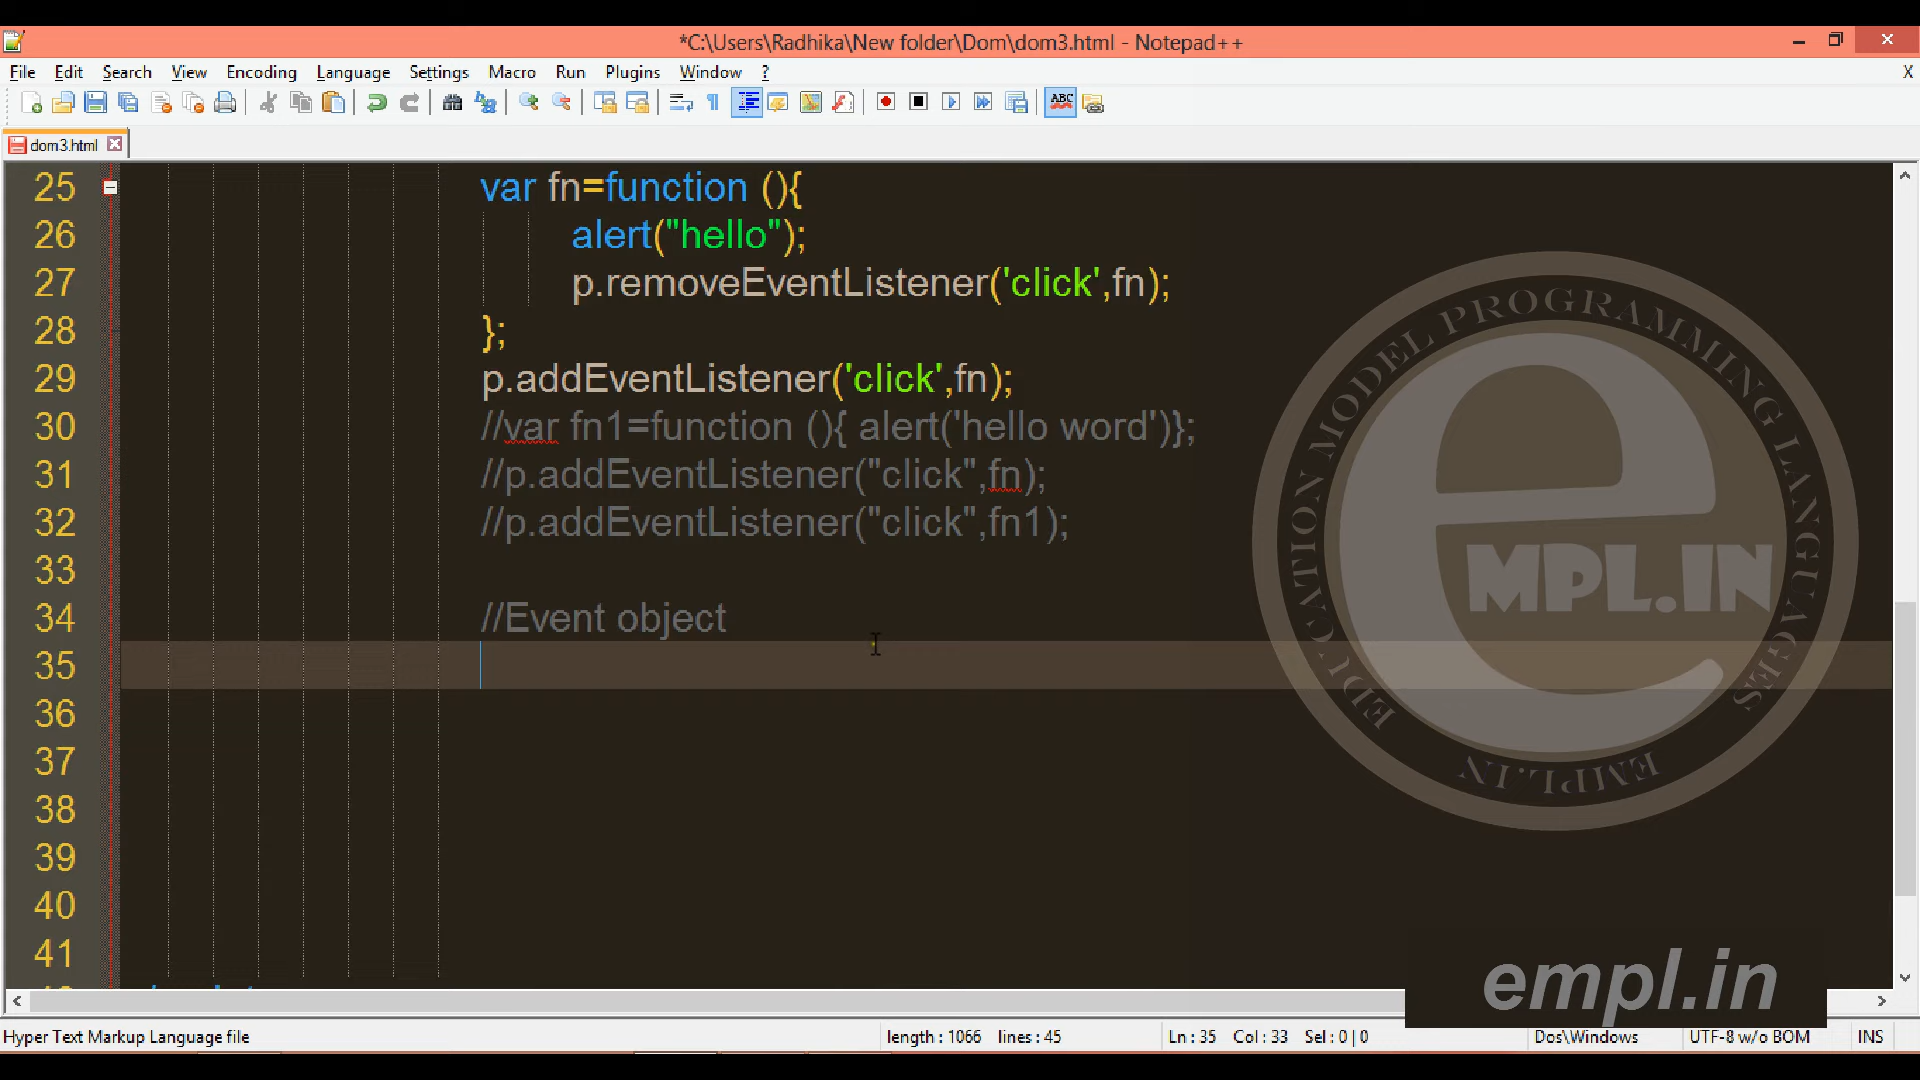 *C:\Users\Radhika\New folder\Dom\dom3.html - Notepad++
File Edit Search View Encoding Language Settings Macro Run Plugins Window ? X
ABC
dom3.html
25 var fn=function (){
26 alert("hello");
27 p.removeEventListener('click',fn);
28 };
29 p.addEventListener('click',fn);
30 //var fn1=function (){ alert('hello word')};
31 //p.addEventListener("click",fn);
32 //p.addEventListener("click",fn1);
33
34 //Event object
35
36
37
38
39
40
41
EDUCATION MODEL PROGRAMMING LANGUAGES
eMPL.IN
EMPL.IN
empl.in
Hyper Text Markup Language file length : 1066 lines : 45 Ln : 35 Col : 33 Sel : 0 | 0 Dos\Windows UTF-8 w/o BOM INS